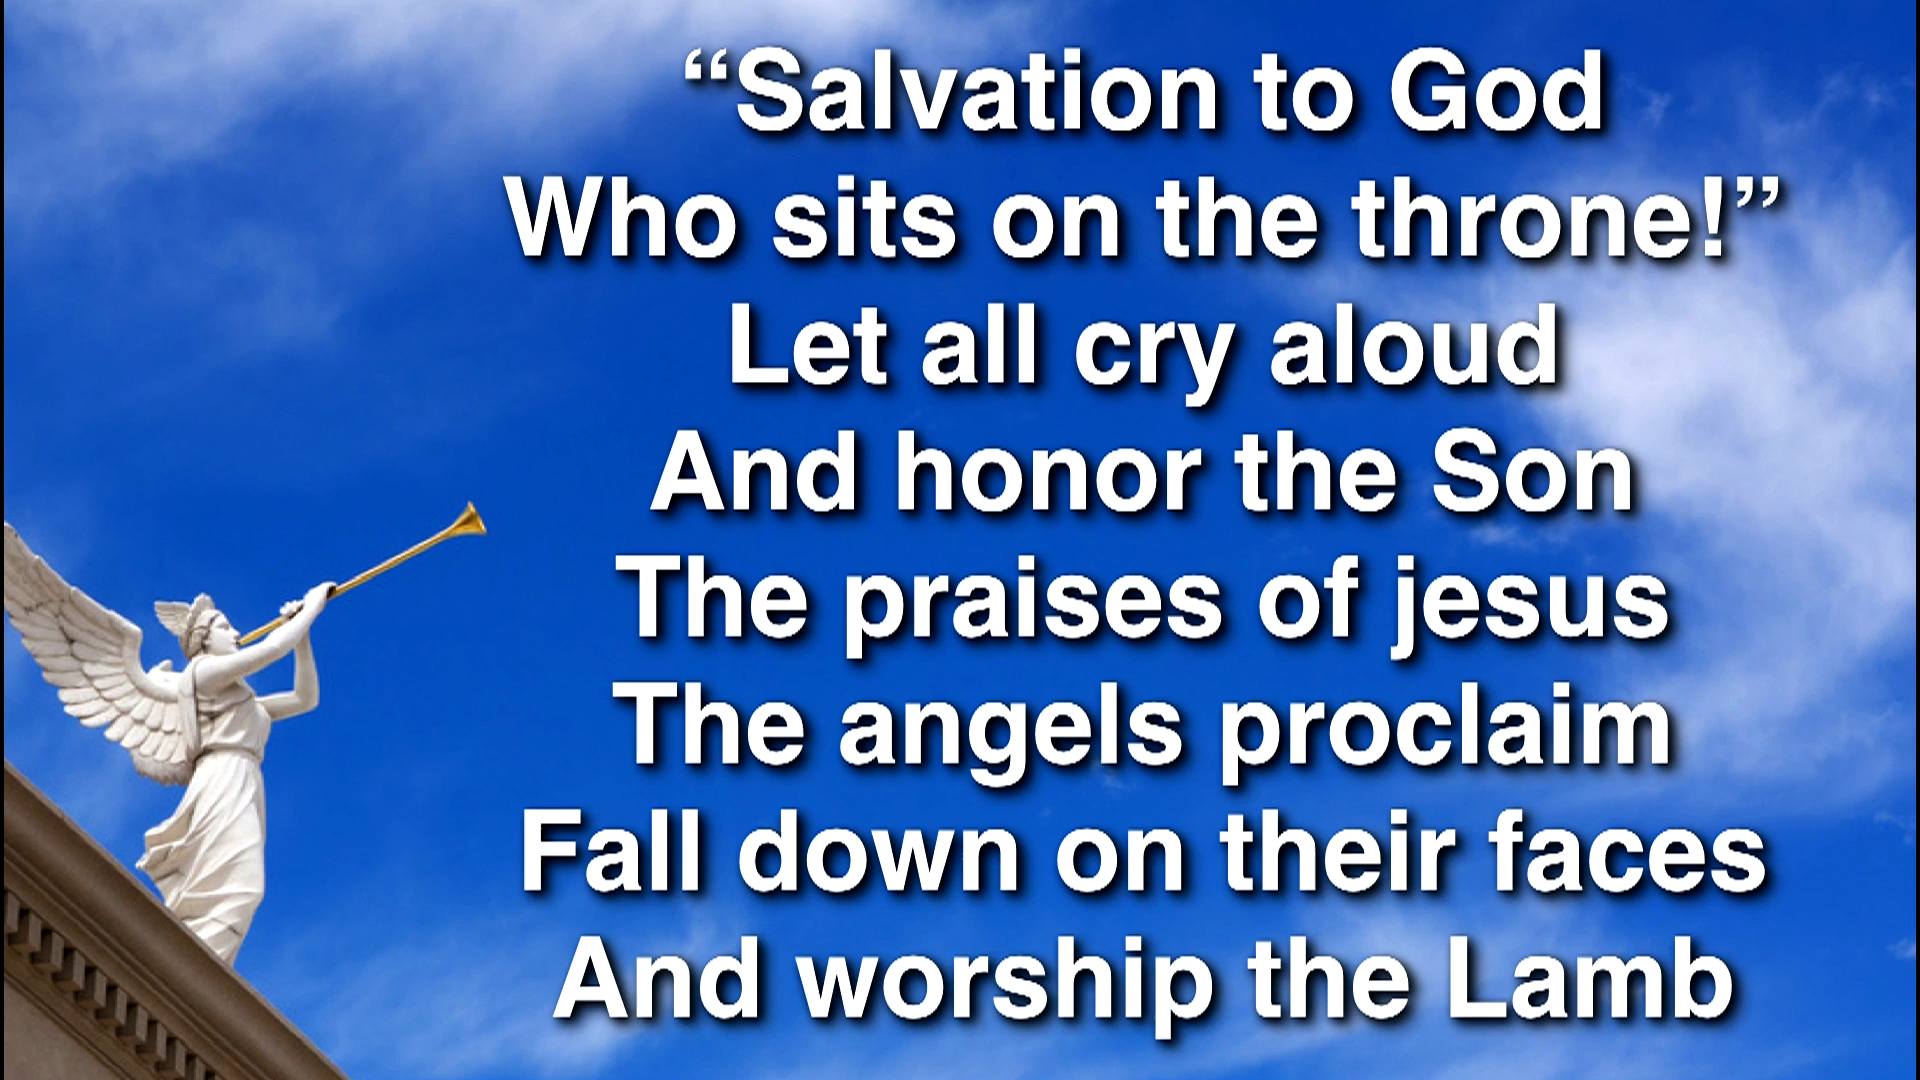 “Salvation to God
Who sits on the throne!”
Let all cry aloud
And honor the Son
The praises of jesus
The angels proclaim
Fall down on their faces
And worship the Lamb